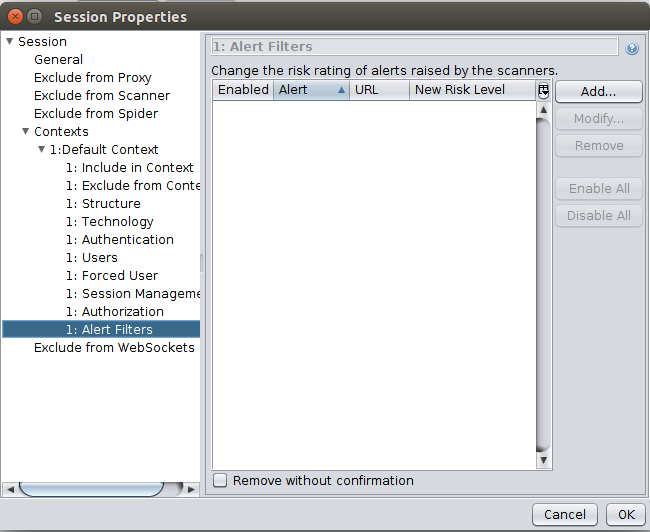 Session Properties
Session
General
Exclude from Proxy
Exclude from Scanner
Exclude from Spider
Contexts
1:Default Context
1: Include in Context
1: Exclude from Conte
1: Structure
1: Technology
1: Authentication
1: Users
1: Forced User
1: Session Manageme
1: Authorization
1: Alert Filters
Exclude from WebSockets
1: Alert Filters
Change the risk rating of alerts raised by the scanners.
Enabled Alert URL New Risk Level
Add...
Modify...
Remove
Enable All
Disable All
Remove without confirmation
Cancel OK